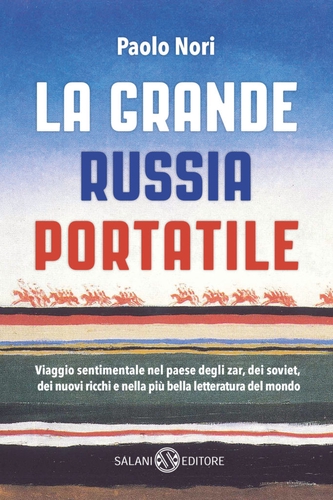 Paolo Nori
LA GRANDE
RUSSIA
PORTATILE
Viaggio sentimentale nel paese degli zar, dei soviet,
dei nuovi ricchi e nella più bella letteratura del mondo
SALANI EDITORE